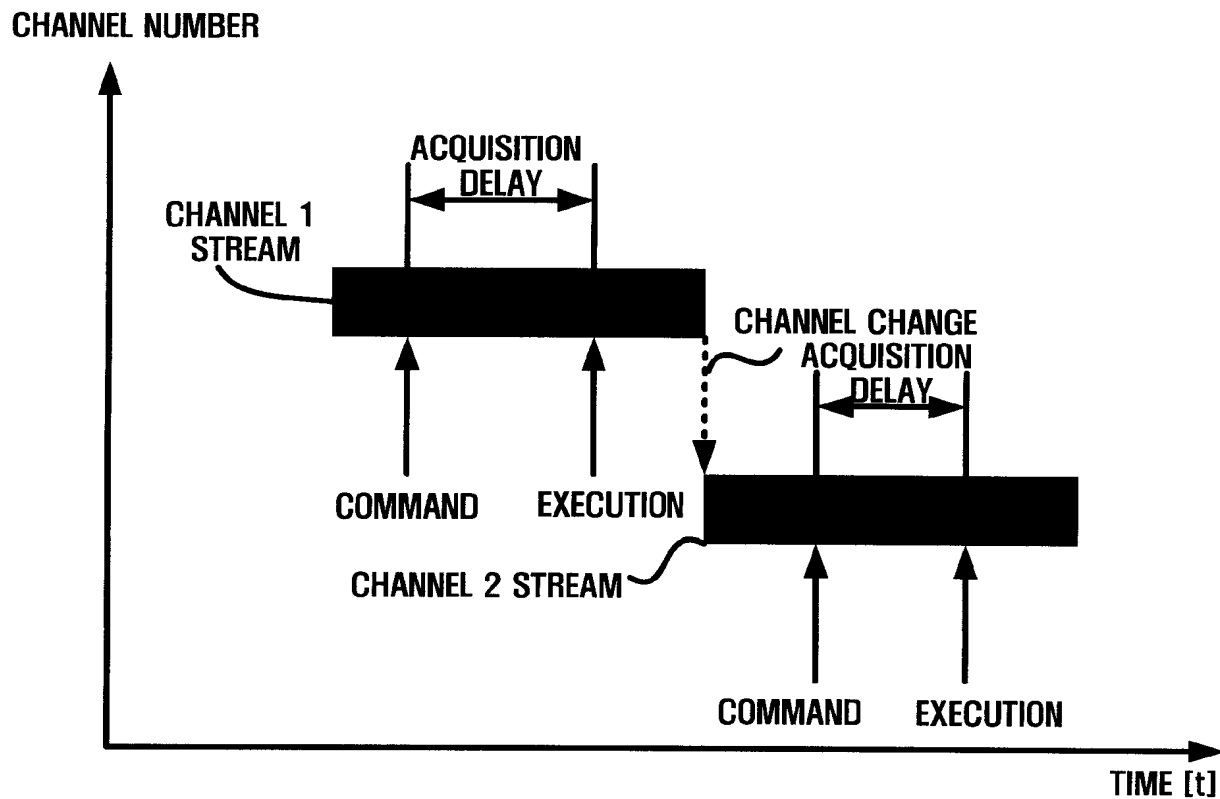 CHANNEL NUMBER
ACQUISITION
DELAY
CHANNEL 1
STREAM
CHANNEL CHANGE
ACQUISITION
DELAY
COMMAND
EXECUTION
CHANNEL 2 STREAM
COMMAND
EXECUTION
TIME [t]